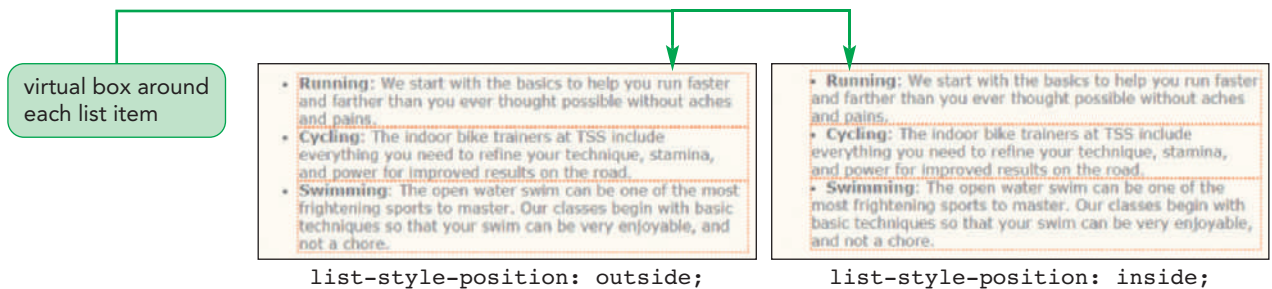 virtual box around
each list item
• Running: We start with the basics to help you run faster
and farther than you ever thought possible without aches
and pains.
• Cycling: The indoor bike trainers at TSS include
everything you need to refine your technique, stamina,
and power for improved results on the road.
• Swimming: The open water swim can be one of the most
frightening sports to master. Our classes begin with basic
techniques so that your swim can be very enjoyable, and
not a chore.
list-style-position: outside;
• Running: We start with the basics to help you run faster
and farther than you ever thought possible without aches
and pains.
• Cycling: The indoor bike trainers at TSS include
everything you need to refine your technique, stamina,
and power for improved results on the road.
• Swimming: The open water swim can be one of the
most frightening sports to master. Our classes begin with
basic techniques so that your swim can be very enjoyable,
and not a chore.
list-style-position: inside;